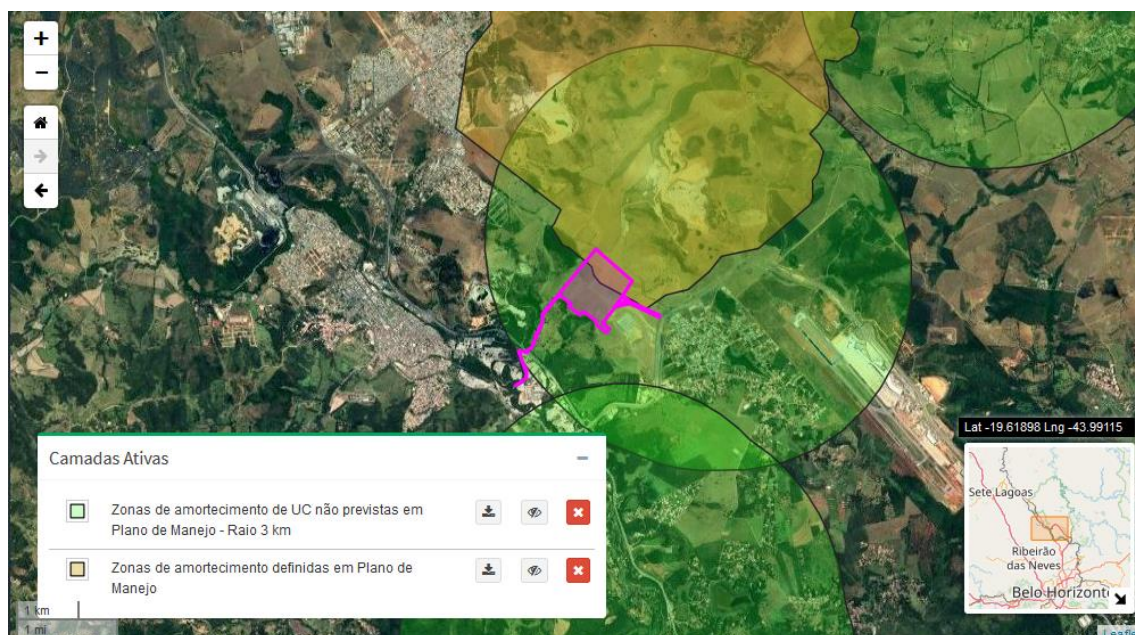 +
−
Lat -19.61898 Lng -43.99115
Camadas Ativas
−
Zonas de amortecimento de UC não previstas em
Plano de Manejo - Raio 3 km
Zonas de amortecimento definidas em Plano de
Manejo
Sete Lagoas
Ribeirão
das Neves
Belo Horizont
1 km
1 mi
Leafle